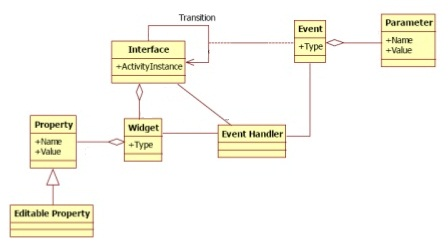 Transition
Interface
+ActivityInstance
Event
+Type
Parameter
+Name
+Value
Property
+Name
+Value
Widget
+Type
Event Handler
Editable Property